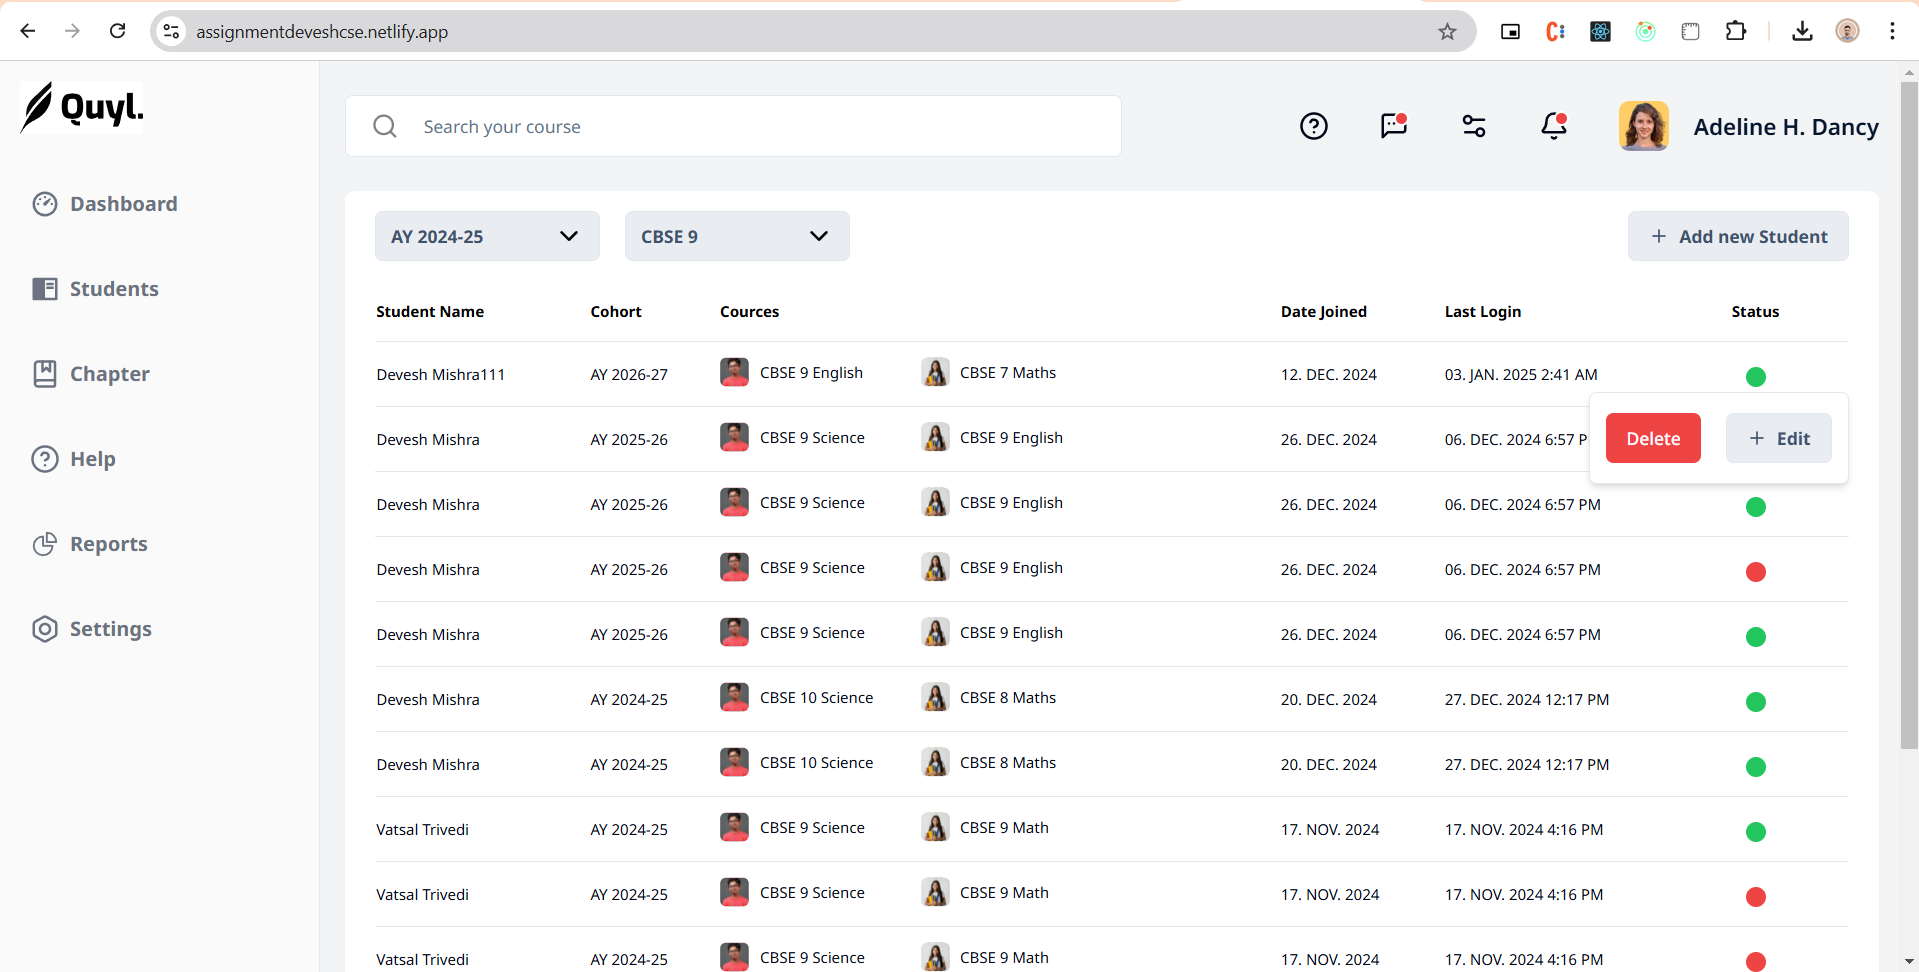 assignmentdeveshcse.netlify.app
Quyl.
Search your course
Adeline H. Dancy
Dashboard
Students
Chapter
Help
Reports
Settings
AY 2024-25 CBSE 9 + Add new Student
Student Name Cohort Cources Date Joined Last Login Status
Devesh Mishra111 AY 2026-27 CBSE 9 English CBSE 7 Maths 12. DEC. 2024 03. JAN. 2025 2:41 AM
Devesh Mishra AY 2025-26 CBSE 9 Science CBSE 9 English 26. DEC. 2024 06. DEC. 2024 6:57 P
Delete + Edit
Devesh Mishra AY 2025-26 CBSE 9 Science CBSE 9 English 26. DEC. 2024 06. DEC. 2024 6:57 PM
Devesh Mishra AY 2025-26 CBSE 9 Science CBSE 9 English 26. DEC. 2024 06. DEC. 2024 6:57 PM
Devesh Mishra AY 2025-26 CBSE 9 Science CBSE 9 English 26. DEC. 2024 06. DEC. 2024 6:57 PM
Devesh Mishra AY 2024-25 CBSE 10 Science CBSE 8 Maths 20. DEC. 2024 27. DEC. 2024 12:17 PM
Devesh Mishra AY 2024-25 CBSE 10 Science CBSE 8 Maths 20. DEC. 2024 27. DEC. 2024 12:17 PM
Vatsal Trivedi AY 2024-25 CBSE 9 Science CBSE 9 Math 17. NOV. 2024 17. NOV. 2024 4:16 PM
Vatsal Trivedi AY 2024-25 CBSE 9 Science CBSE 9 Math 17. NOV. 2024 17. NOV. 2024 4:16 PM
Vatsal Trivedi AY 2024-25 CBSE 9 Science CBSE 9 Math 17. NOV. 2024 17. NOV. 2024 4:16 PM